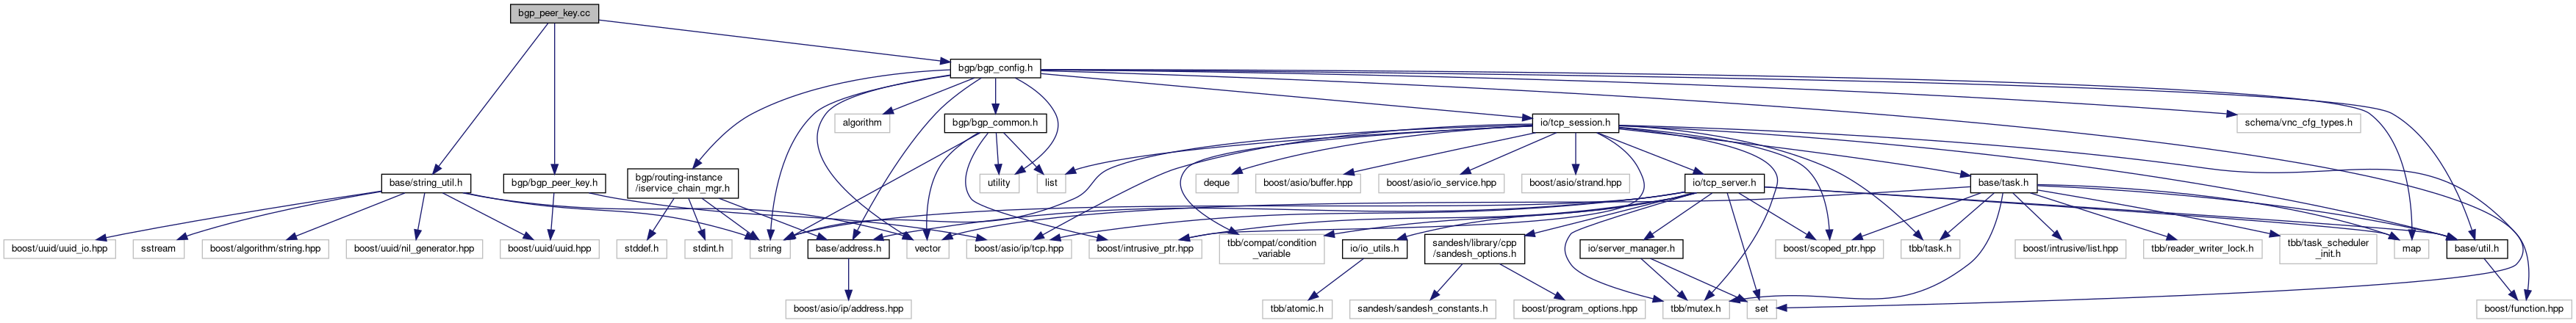 bgp_peer_key.cc
bgp/bgp_config.h
algorithm
bgp/bgp_common.h
io/tcp_session.h
schema/vnc_cfg_types.h
base/string_util.h
bgp/bgp_peer_key.h
bgp/routing-instance
/iservice_chain_mgr.h
utility
list
deque
boost/asio/buffer.hpp
boost/asio/io_service.hpp
boost/asio/strand.hpp
io/tcp_server.h
base/task.h
boost/uuid/uuid_io.hpp
sstream
boost/algorithm/string.hpp
boost/uuid/nil_generator.hpp
boost/uuid/uuid.hpp
stddef.h
stdint.h
string
base/address.h
vector
boost/asio/ip/tcp.hpp
boost/intrusive_ptr.hpp
tbb/compat/condition
_variable
io/io_utils.h
sandesh/library/cpp
/sandesh_options.h
io/server_manager.h
boost/scoped_ptr.hpp
tbb/task.h
boost/intrusive/list.hpp
tbb/reader_writer_lock.h
tbb/task_scheduler
_init.h
map
base/util.h
boost/asio/ip/address.hpp
tbb/atomic.h
sandesh/sandesh_constants.h
boost/program_options.hpp
tbb/mutex.h
set
boost/function.hpp